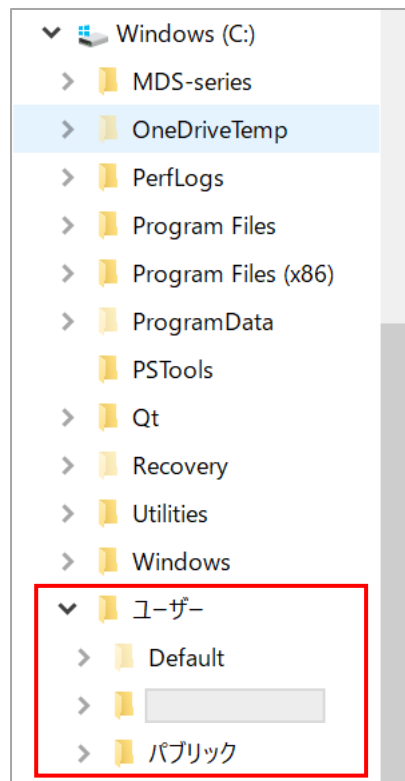 Windows (C:)
MDS-series
OneDriveTemp
PerfLogs
Program Files
Program Files (x86)
ProgramData
PSTools
Qt
Recovery
Utilities
Windows
ユーザー
Default
パブリック